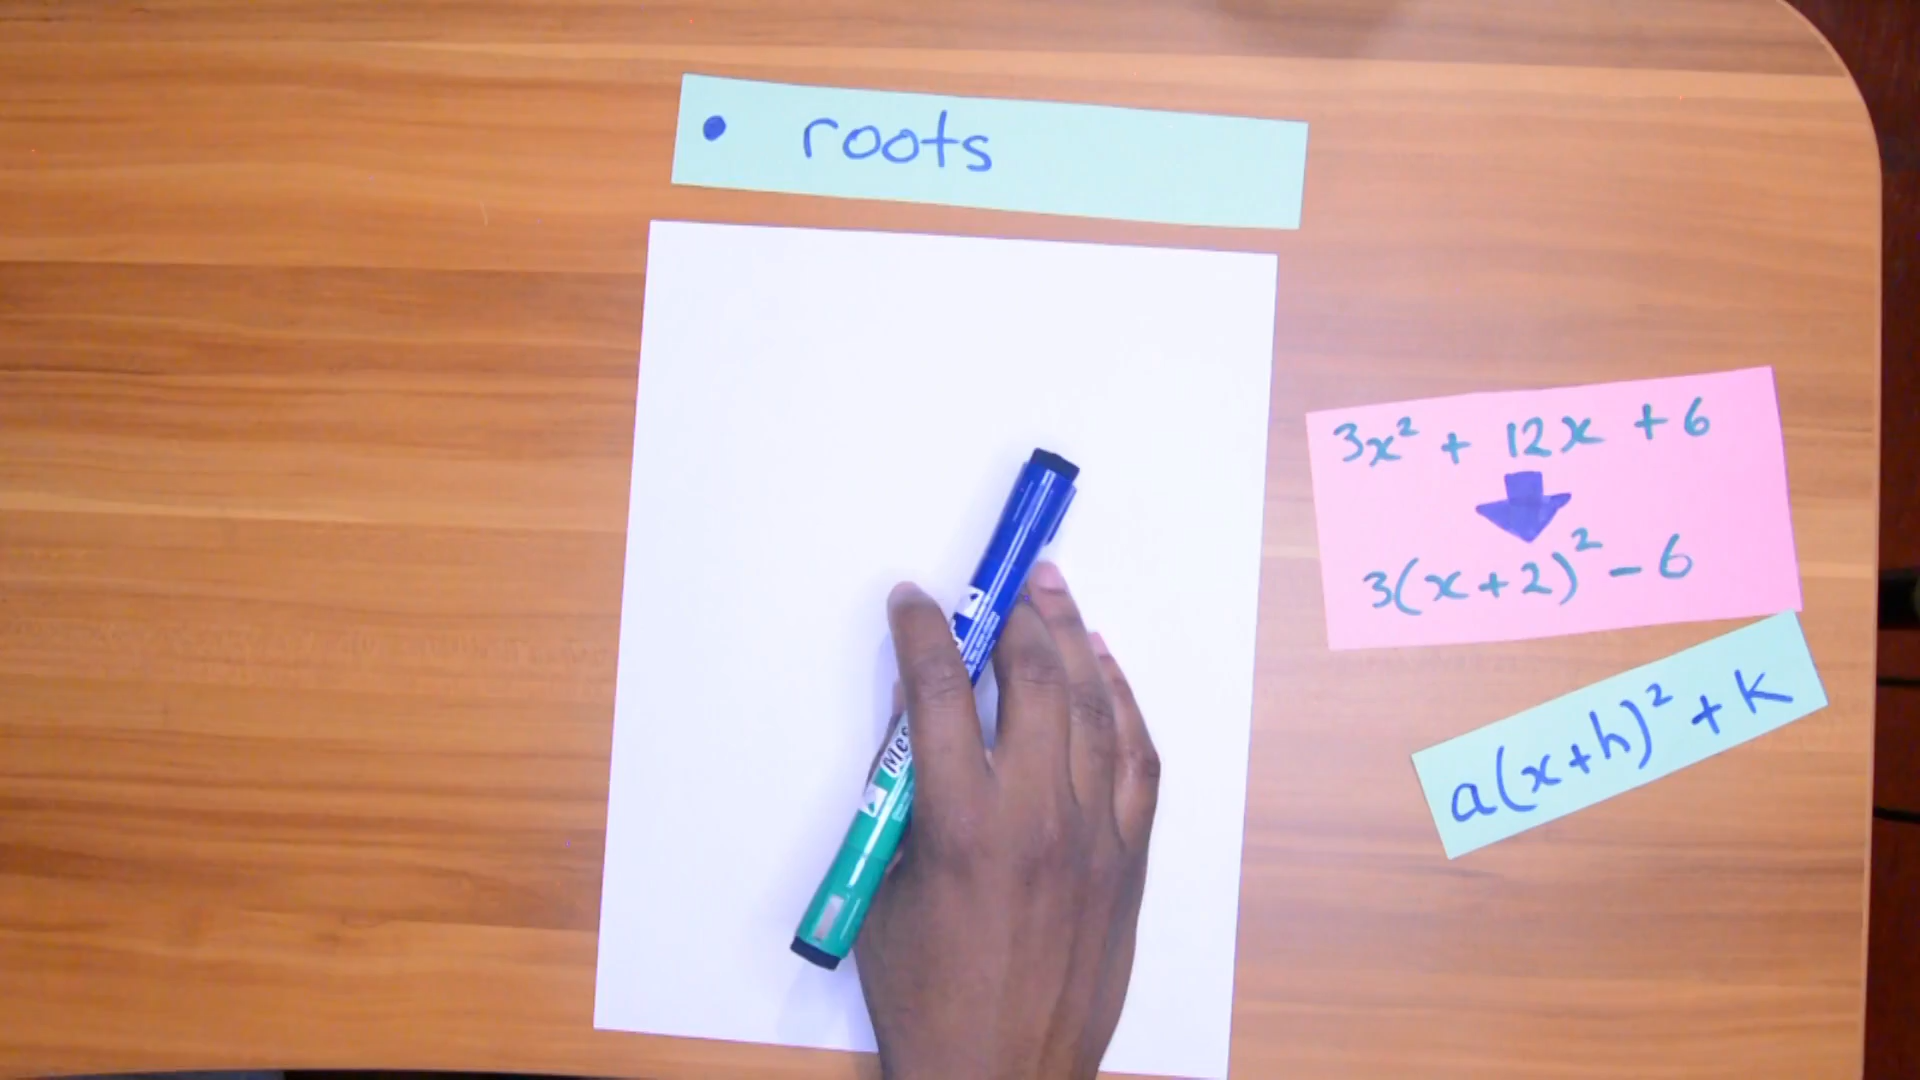 • roots
3x² + 12x + 6
3(x+2)² - 6
a(x+h)² + k